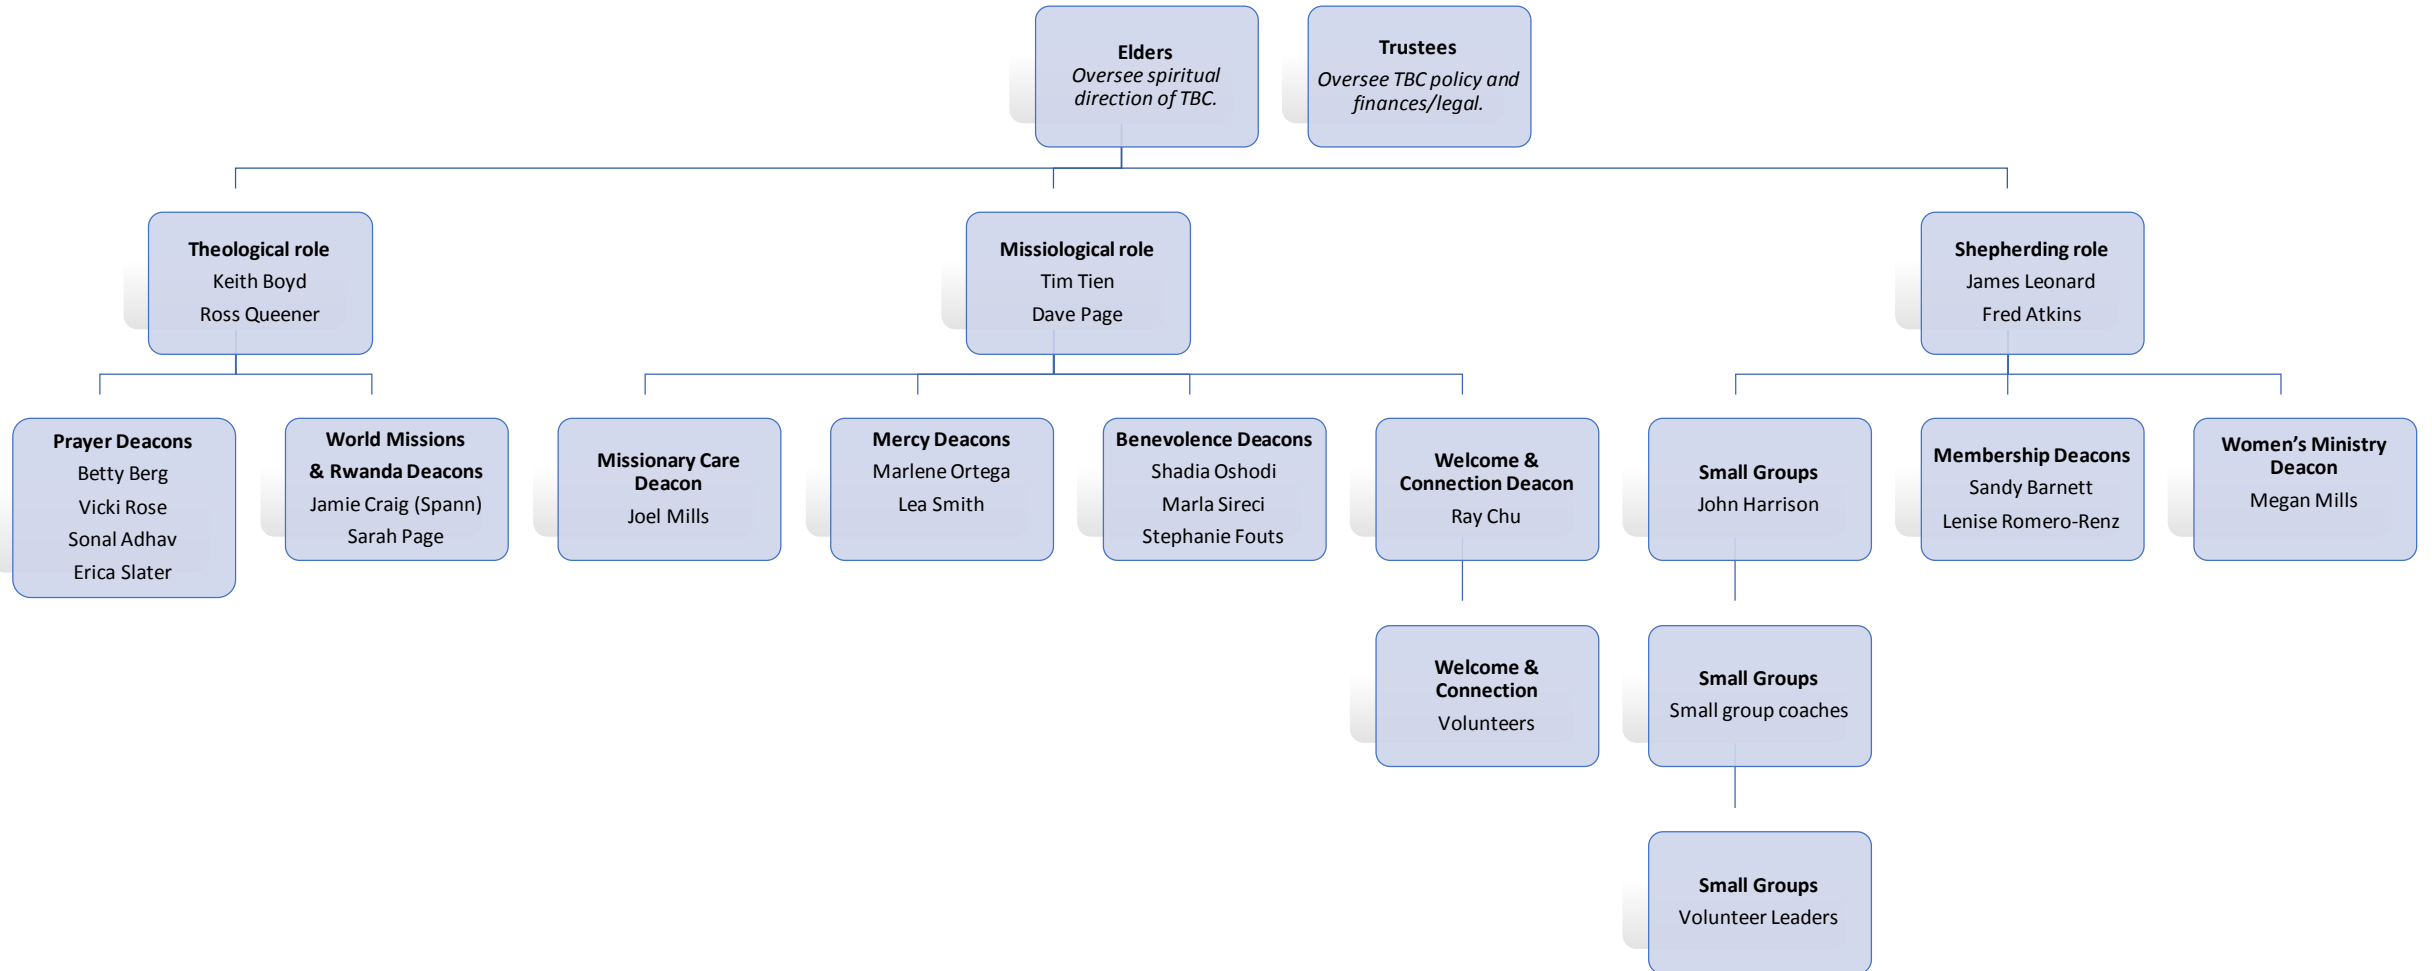 Elders
Oversee spiritual
direction of TBC.
Trustees
Oversee TBC policy and
finances/legal.
Theological role
Keith Boyd
Ross Queener
Missiological role
Tim Tien
Dave Page
Shepherding role
James Leonard
Fred Atkins
Prayer Deacons
Betty Berg
Vicki Rose
Sonal Adhav
Erica Slater
World Missions
& Rwanda Deacons
Jamie Craig (Spann)
Sarah Page
Missionary Care
Deacon
Joel Mills
Mercy Deacons
Marlene Ortega
Lea Smith
Benevolence Deacons
Shadia Oshodi
Marla Sireci
Stephanie Fouts
Welcome &
Connection Deacon
Ray Chu
Small Groups
John Harrison
Membership Deacons
Sandy Barnett
Lenise Romero-Renz
Women’s Ministry
Deacon
Megan Mills
Welcome &
Connection
Volunteers
Small Groups
Small group coaches
Small Groups
Volunteer Leaders